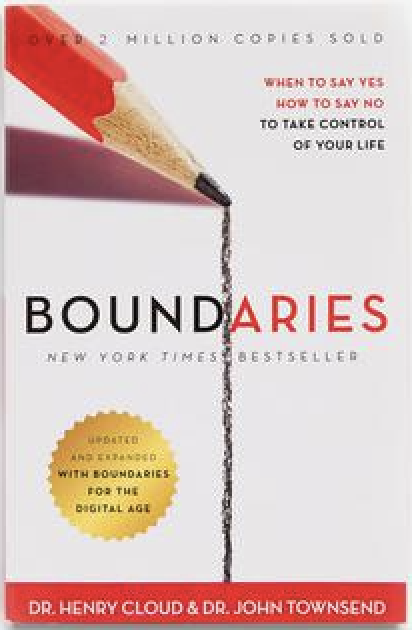 OVER 2 MILLION COPIES SOLD
WHEN TO SAY YES
HOW TO SAY NO
TO TAKE CONTROL
OF YOUR LIFE
BOUNDARIES
NEW YORK TIMES BESTSELLER
UPDATED
AND EXPANDED
WITH BOUNDARIES
FOR THE
DIGITAL AGE
DR. HENRY CLOUD & DR. JOHN TOWNSEND